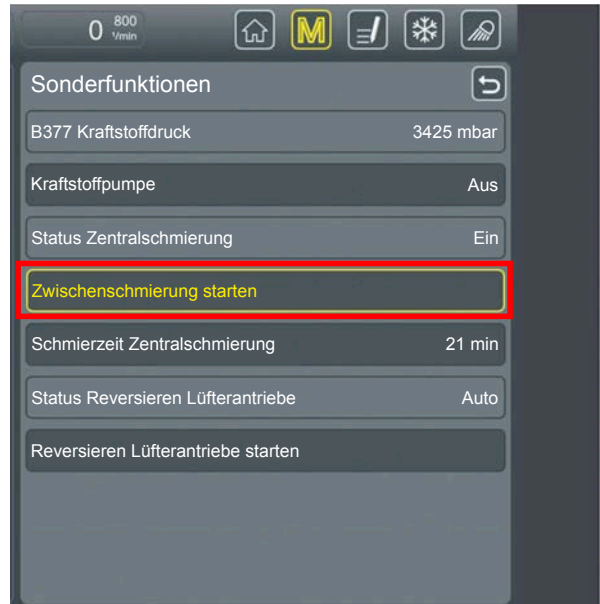 0 800
1/min
M
Sonderfunktionen
B377 Kraftstoffdruck 3425 mbar
Kraftstoffpumpe Aus
Status Zentralschmierung Ein
Zwischenschmierung starten
Schmierzeit Zentralschmierung 21 min
Status Reversieren Lüfterantriebe Auto
Reversieren Lüfterantriebe starten